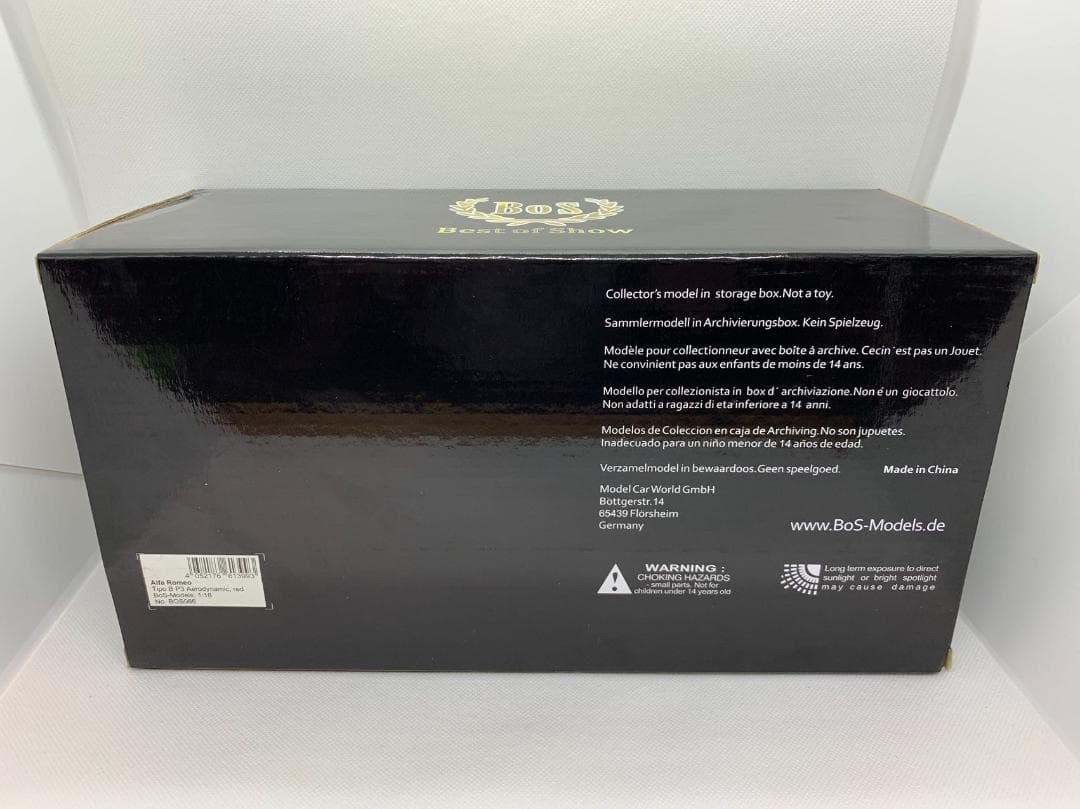 BoS
Best of Show
Collector's model in storage box.Not a toy.
Sammlermodell in Archivierungsbox. Kein Spielzeug.
Modèle pour collectionneur avec boîte à archive. Cecin´est pas un Jouet.
Ne convinient pas aux enfants de moins de 14 ans.
Modello per collezionista in box d´ archiviazione.Non é un giocattolo.
Non adatti a ragazzi di eta inferiore a 14 anni.
Modelos de Coleccion en caja de Archiving.No son jupuetes.
Inadecuado para un niño menor de 14 años de edad.
Verzamelmodel in bewaardoos.Geen speelgoed.
Made in China
Model Car World GmbH
Böttgerstr.14
65439 Flörsheim
Germany
www.BoS-Models.de
4 052176 613993
Alfa Romeo
Tipo B P3 Aerodynamic, red
BoS-Models, 1:18
No.
WARNING :
CHOKING HAZARDS
- small parts. Not for
children under 14 years old
Long term exposure to direct
sunlight or bright spotlight
may cause damage